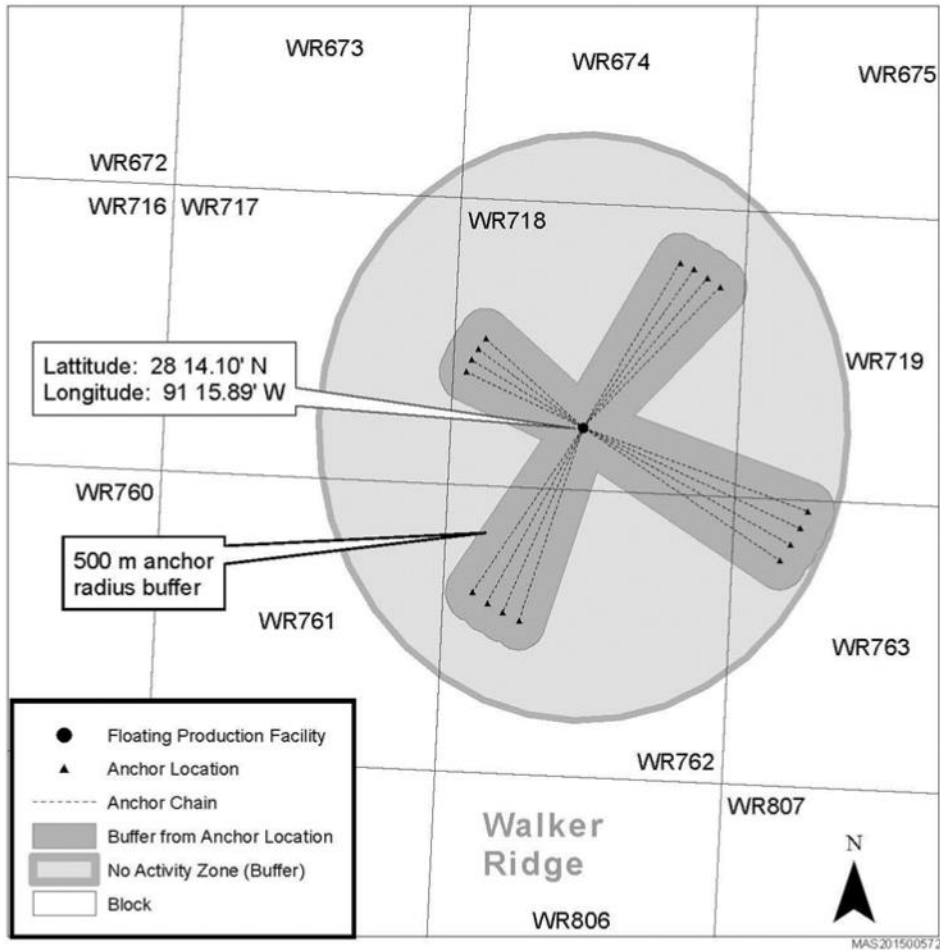 WR673
WR674
WR675
WR672
WR716
WR717
WR718
Lattitude: 28 14.10' N
Longitude: 91 15.89' W
WR719
WR760
500 m anchor
radius buffer
WR761
WR763
Floating Production Facility
Anchor Location
Anchor Chain
Buffer from Anchor Location
No Activity Zone (Buffer)
Block
WR762
WR807
Walker
Ridge
N
WR806